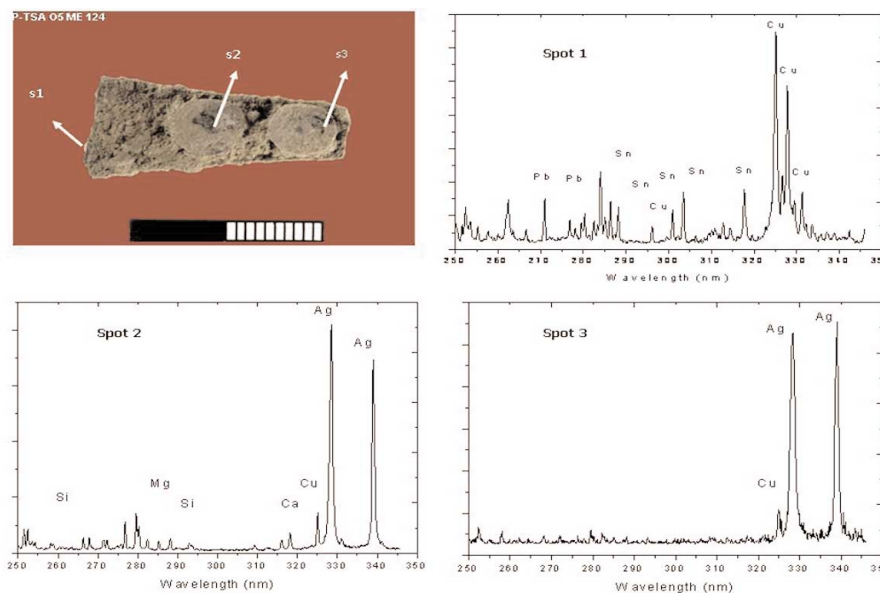 P-TSA O5 ME 124
s1
s2
s3
Spot 1
Cu
Cu
Cu
Pb
Pb
Sn
Sn
Cu
Sn
Sn
Sn
250 260 270 280 290 300 310 320 330 340 350
Wavelength (nm)
Spot 2
Ag
Ag
Si
Mg
Si
Ca
Cu
250 260 270 280 290 300 310 320 330 340 350
Wavelength (nm)
Spot 3
Ag
Ag
Cu
250 260 270 280 290 300 310 320 330 340 350
Wavelength (nm)